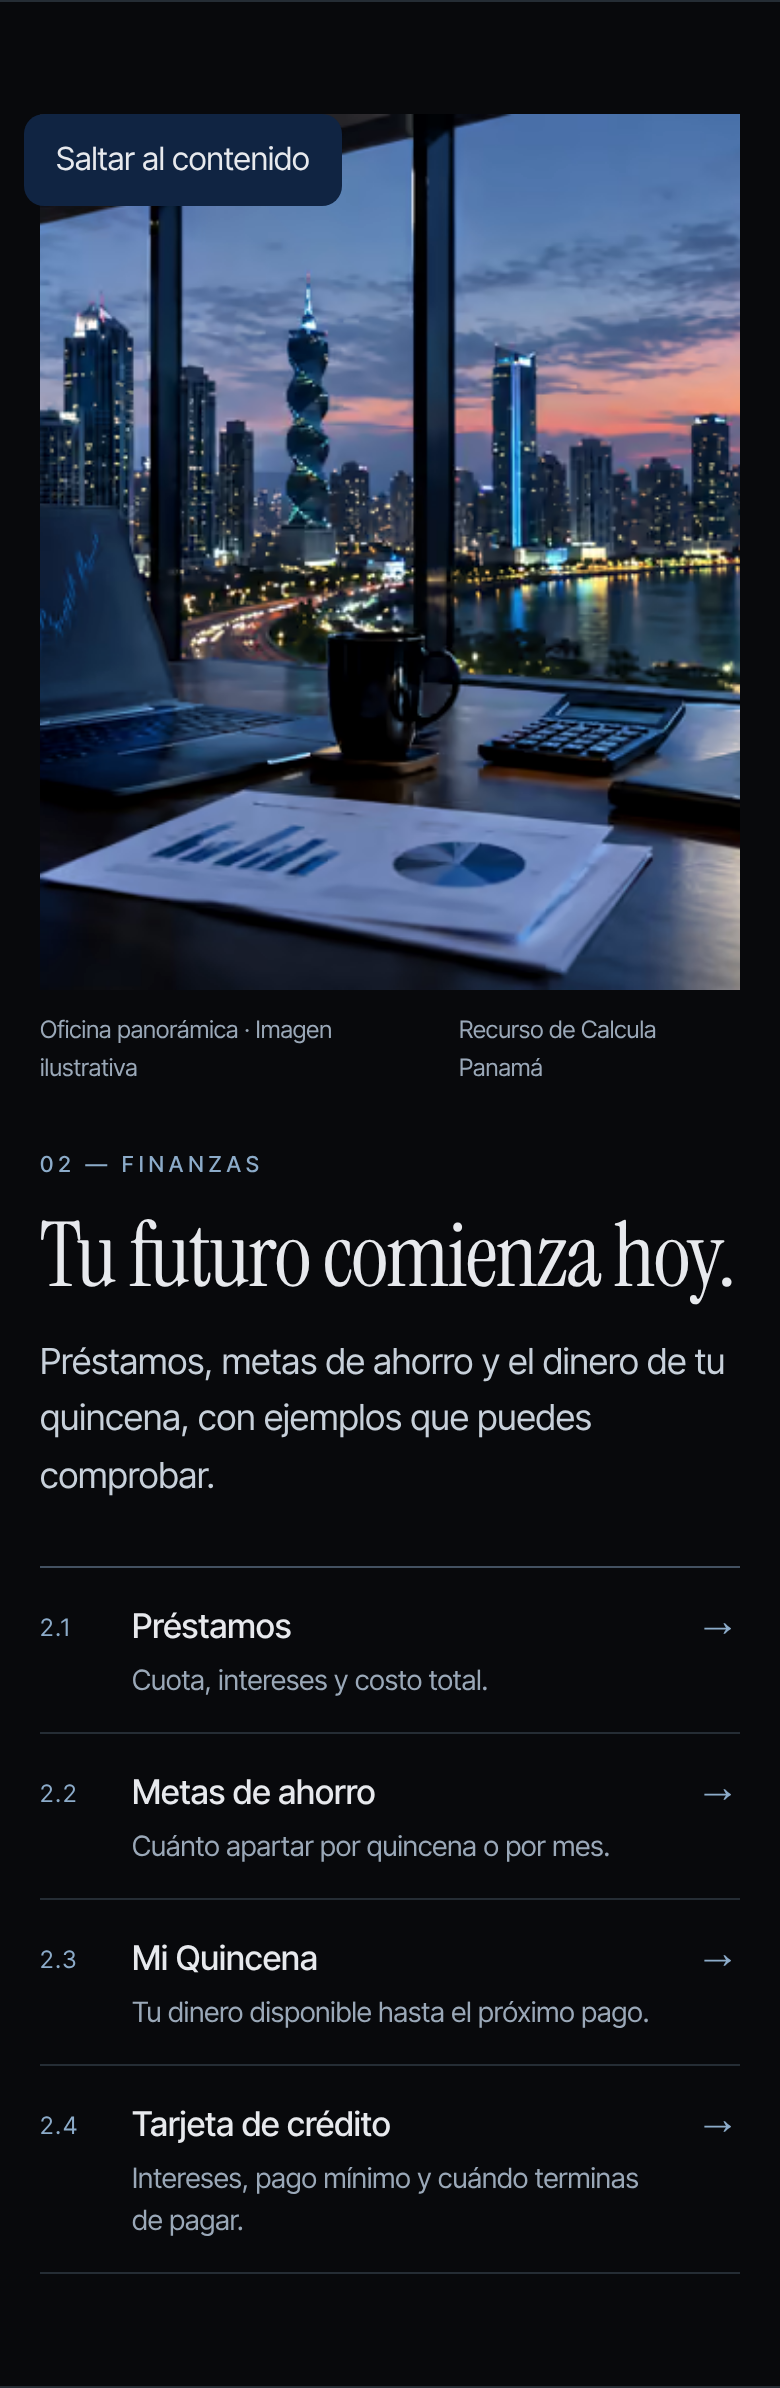 Saltar al contenido
Oficina panorámica · Imagen
ilustrativa
Recurso de Calcula
Panamá
02 — FINANZAS
Tu futuro comienza hoy.
Préstamos, metas de ahorro y el dinero de tu
quincena, con ejemplos que puedes
comprobar.
2.1 Préstamos →
Cuota, intereses y costo total.
2.2 Metas de ahorro →
Cuánto apartar por quincena o por mes.
2.3 Mi Quincena →
Tu dinero disponible hasta el próximo pago.
2.4 Tarjeta de crédito →
Intereses, pago mínimo y cuándo terminas
de pagar.